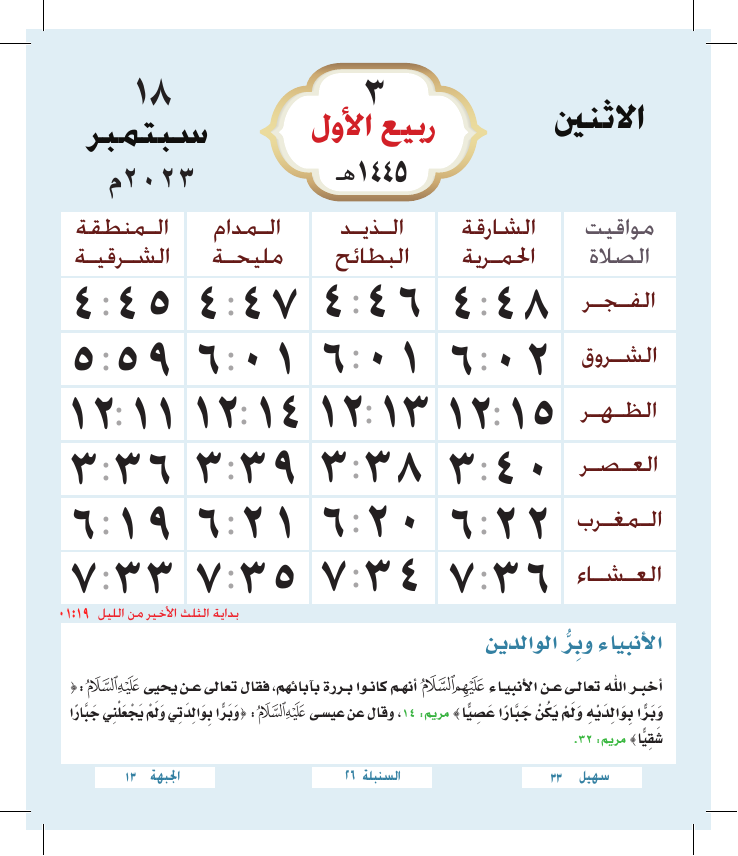 الاثنين
٣
ربيع الأول
١٤٤٥هـ
١٨
سبتمبر
٢٠٢٣م
مواقيت الصلاة | الشارقة الحمرية | الـذيـد البطائح | المدام مليحـة | المنطقة الشرقية
الفجر ٤:٤٨ ٤:٤٦ ٤:٤٧ ٤:٤٥
الشروق ٦:٠٢ ٦:٠١ ٦:٠١ ٥:٥٩
الظهر ١٢:١٥ ١٢:١٣ ١٢:١٤ ١٢:١١
العصر ٣:٤٠ ٣:٣٨ ٣:٣٩ ٣:٣٦
المغرب ٦:٢٢ ٦:٢٠ ٦:٢١ ٦:١٩
العشاء ٧:٣٦ ٧:٣٤ ٧:٣٥ ٧:٣٣
بداية الثلث الأخير من الليل ٠١:١٩
الأنبياء وبِرُّ الوالدين
أخبر الله تعالى عن الأنبياء عَلَيْهِمُ السَّلَامُ أنهم كانوا بررة بآبائهم، فقال تعالى عن يحيى عَلَيْهِ السَّلَامُ: ﴿
وَبَرًّا بِوَالِدَيْهِ وَلَمْ يَكُنْ جَبَّارًا عَصِيًّا﴾ مريم: ١٤، وقال عن عيسى عَلَيْهِ السَّلَامُ: ﴿وَبَرًّا بِوَالِدَتِي وَلَمْ يَجْعَلْنِي جَبَّارًا
شَقِيًّا﴾ مريم: ٣٢.
سهيل ٣٣
السنبلة ٢٦
الجبهة ١٣